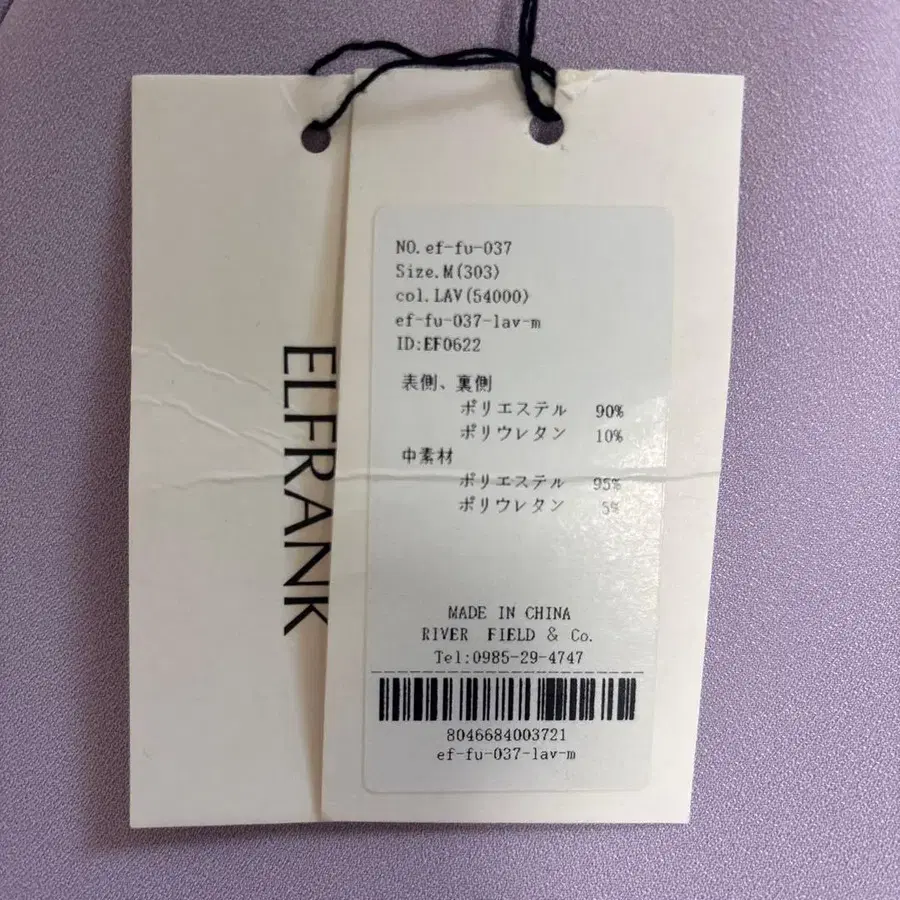 ELFRANK
NO.ef-fu-037
Size.M(303)
col.LAV(54000)
ef-fu-037-lav-m
ID:EF0622
表側、裏側
ポリエステル 90%
ポリウレタン 10%
中素材
ポリエステル 95%
ポリウレタン 5%
MADE IN CHINA
RIVER FIELD & Co.
Tel:0985-29-4747
8046684003721
ef-fu-037-lav-m